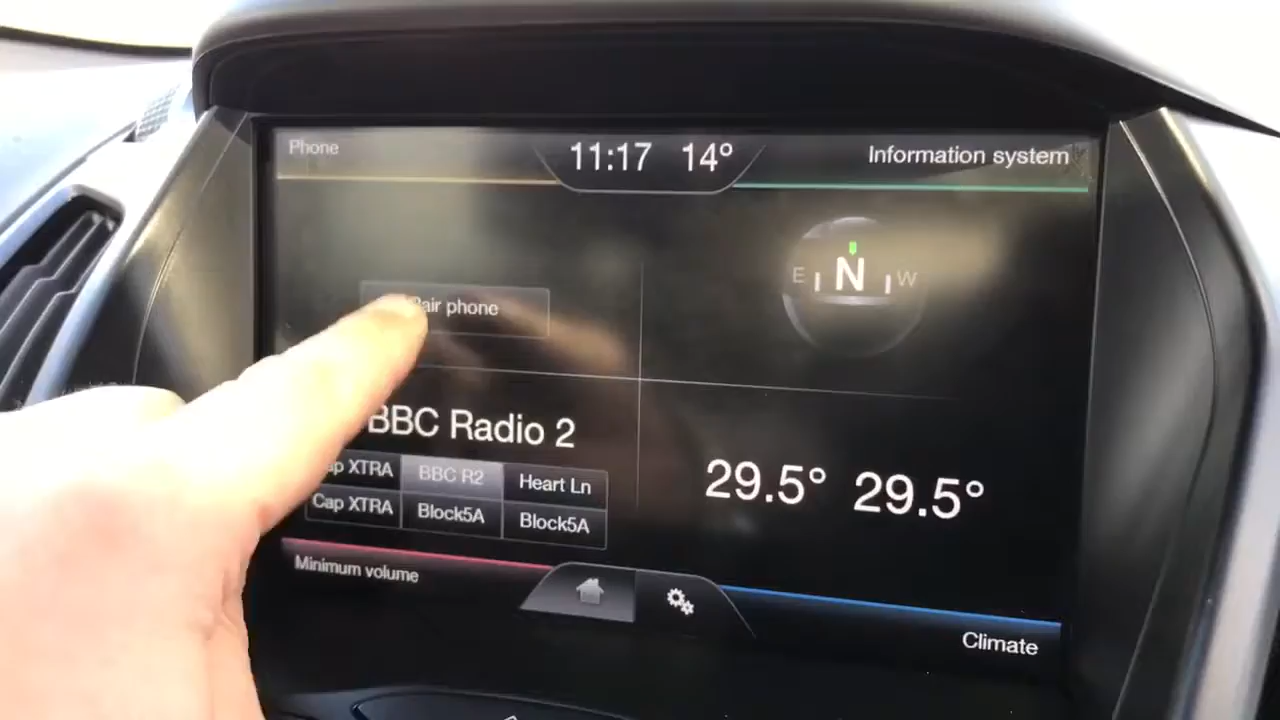 Phone
11:17 14°
Information system
Pair phone
E N W
BBC Radio 2
BBC R2 Heart Ln
Cap XTRA Block5A Block5A
29.5° 29.5°
Minimum volume
Climate